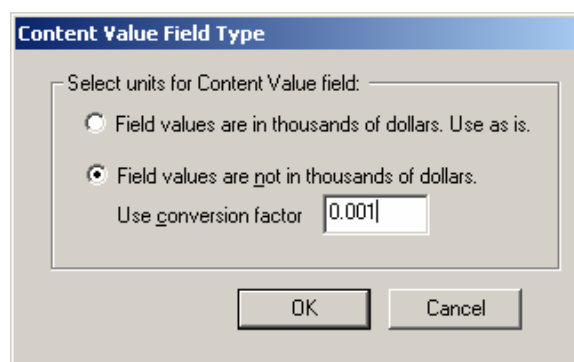 Content Value Field Type
Select units for Content Value field:
Field values are in thousands of dollars. Use as is.
Field values are not in thousands of dollars.
Use conversion factor 0.001
OK Cancel